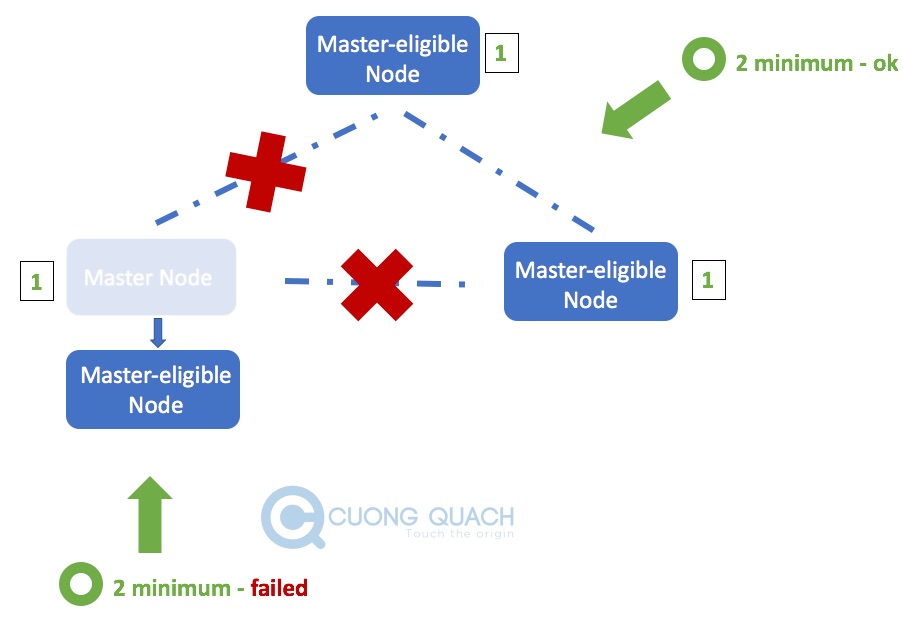 Master-eligible
Node
1
2 minimum - ok
1
Master Node
Master-eligible
Node
1
Master-eligible
Node
CUONG QUACH
Touch the origin
2 minimum - failed